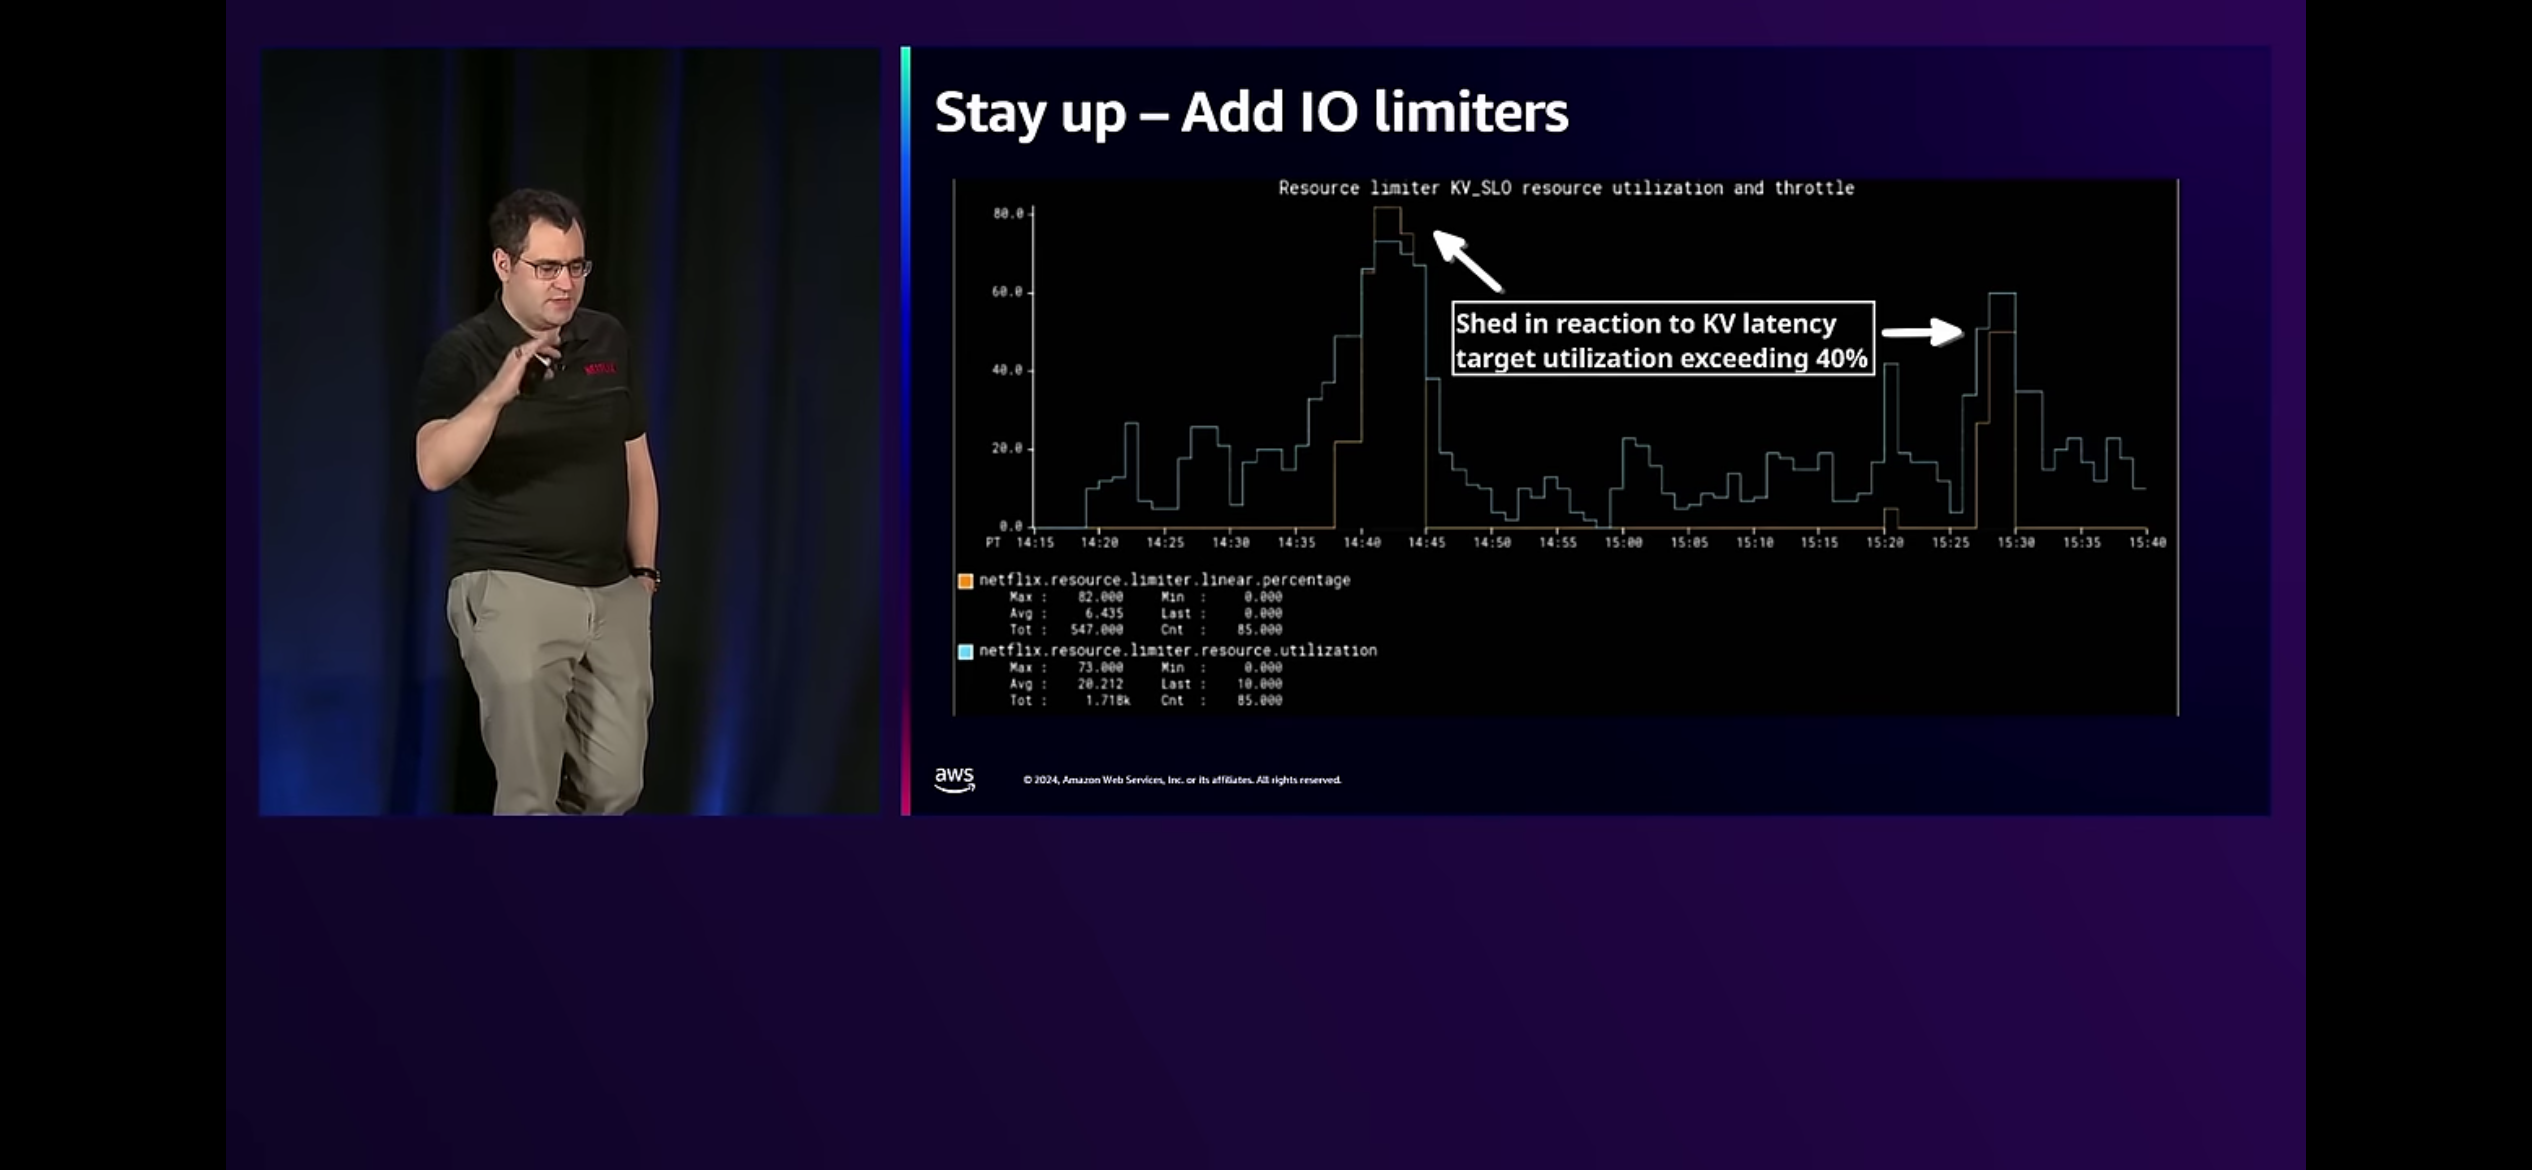 NETFLIX
Stay up – Add IO limiters
Resource limiter KV_SLO resource utilization and throttle
80.0
60.0
40.0
20.0
0.0
Shed in reaction to KV latency
target utilization exceeding 40%
PT 14:15 14:20 14:25 14:30 14:35 14:40 14:45 14:50 14:55 15:00 15:05 15:10 15:15 15:20 15:25 15:30 15:35 15:40
netflix.resource.limiter.linear.percentage
Max : 82.000 Min : 0.000
Avg : 6.435 Last : 0.000
Tot : 547.000 Cnt : 85.000
netflix.resource.limiter.resource.utilization
Max : 73.000 Min : 0.000
Avg : 20.212 Last : 10.000
Tot : 1.718k Cnt : 85.000
aws
© 2024, Amazon Web Services, Inc. or its affiliates. All rights reserved.